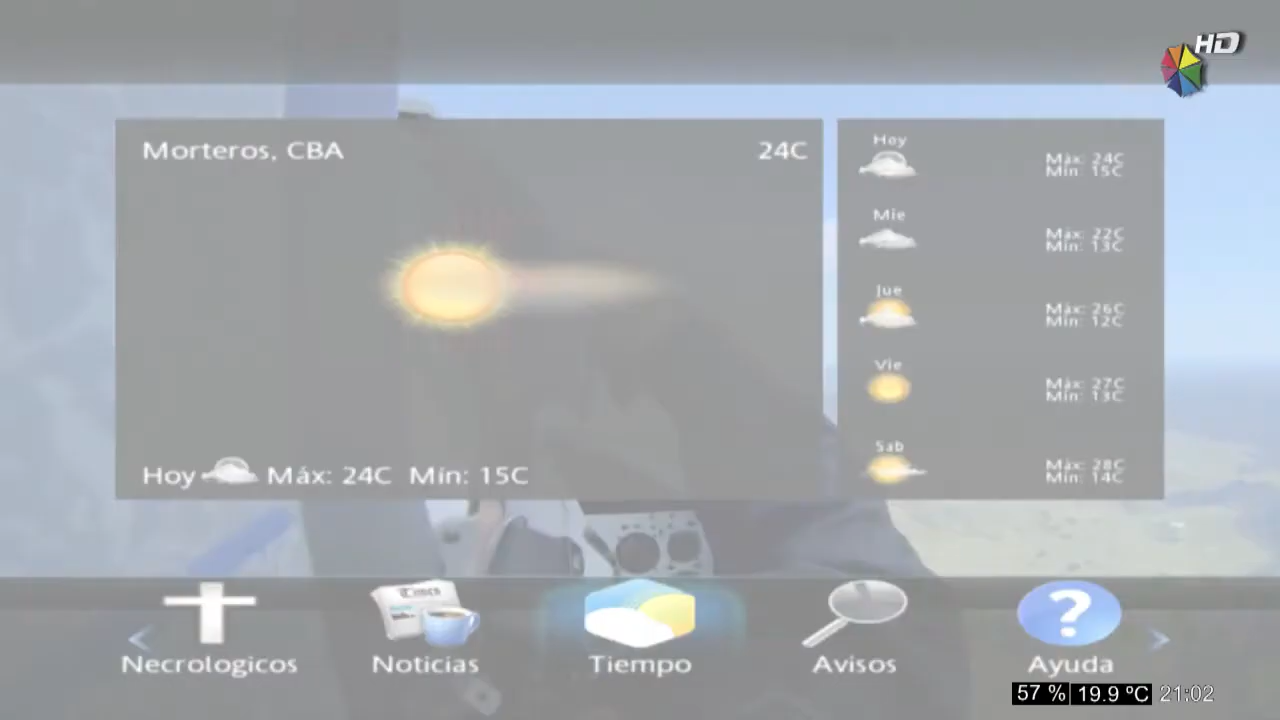 HD
Morteros, CBA
24C
Hoy Máx: 24C Mín: 15C
Hoy
Máx: 24C
Mín: 15C
Mie
Máx: 22C
Mín: 13C
Jue
Máx: 26C
Mín: 12C
Vie
Máx: 27C
Mín: 13C
Sab
Máx: 28C
Mín: 14C
Necrologicos
Noticias
Tiempo
Avisos
Ayuda
57 % 19.9 ºC 21:02